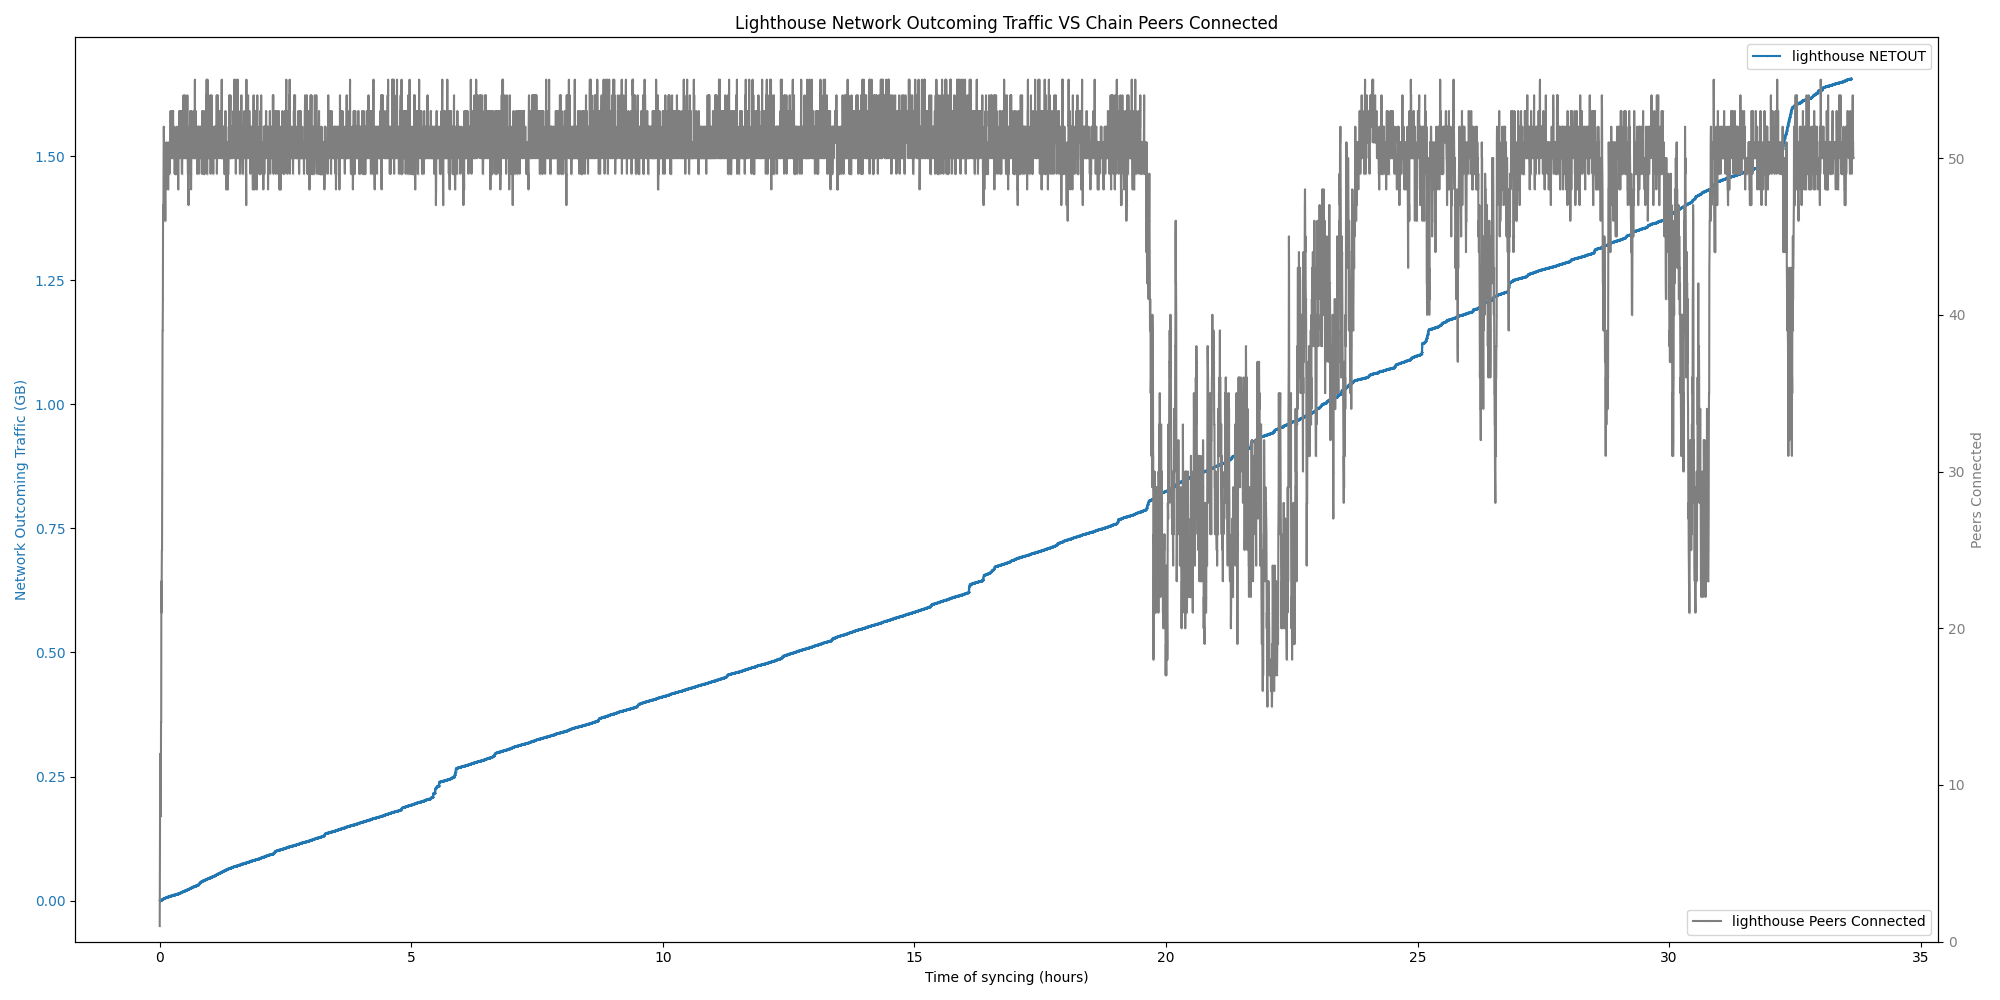 Lighthouse Network Outcoming Traffic VS Chain Peers Connected
lighthouse NETOUT
Network Outcoming Traffic (GB)
1.50
1.25
1.00
0.75
0.50
0.25
0.00
50
40
30
20
10
0
Peers Connected
lighthouse Peers Connected
0 5 10 15 20 25 30 35
Time of syncing (hours)